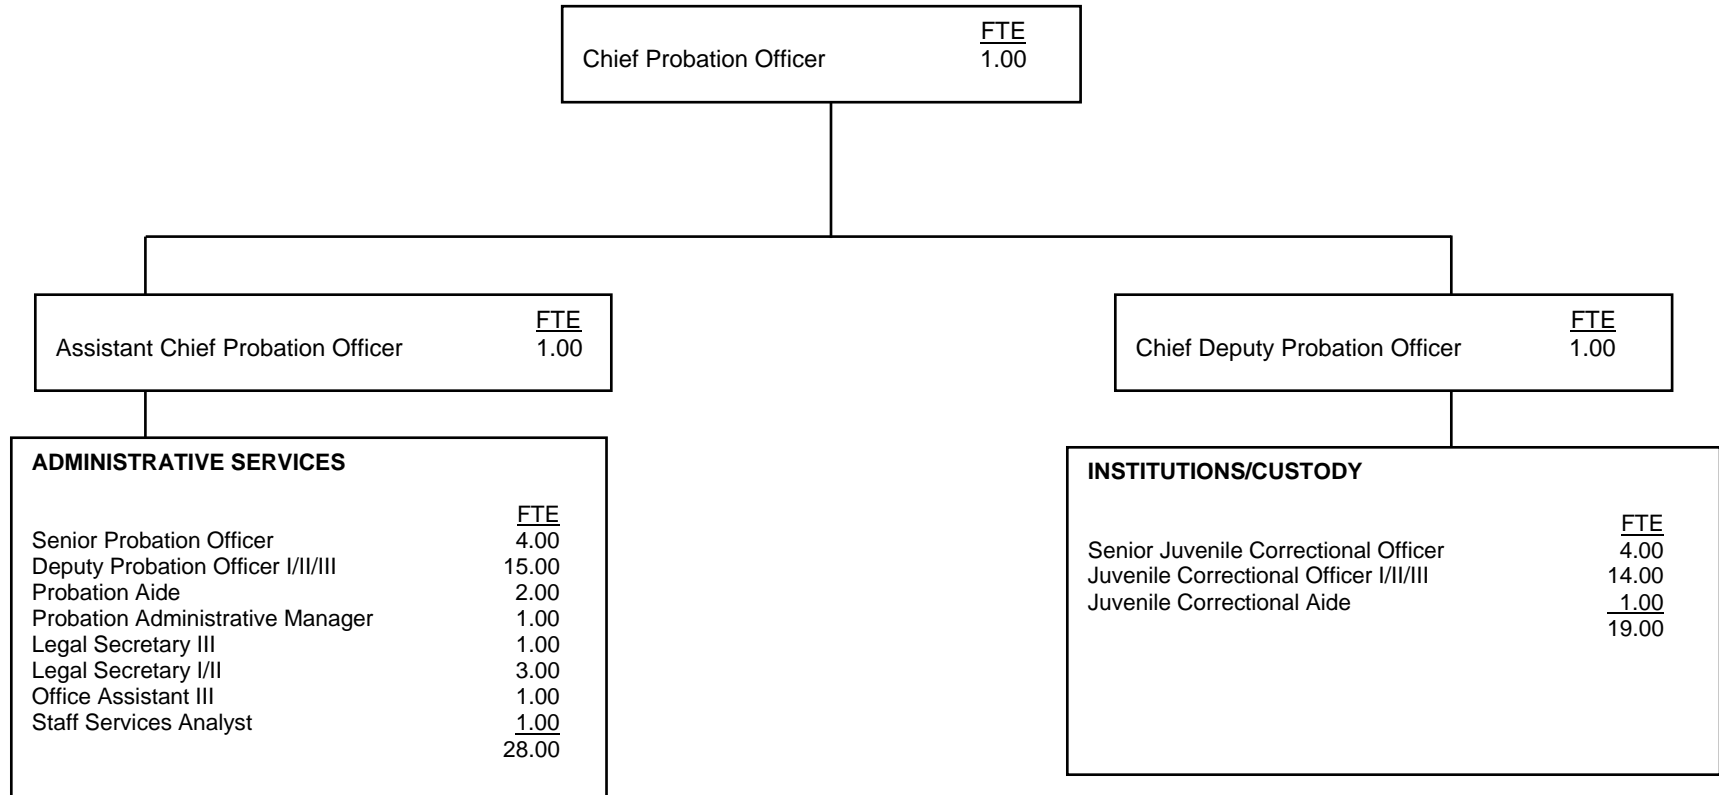 FTE
Chief Probation Officer 1.00
FTE
Assistant Chief Probation Officer 1.00
FTE
Chief Deputy Probation Officer 1.00
ADMINISTRATIVE SERVICES
FTE
Senior Probation Officer 4.00
Deputy Probation Officer I/II/III 15.00
Probation Aide 2.00
Probation Administrative Manager 1.00
Legal Secretary III 1.00
Legal Secretary I/II 3.00
Office Assistant III 1.00
Staff Services Analyst 1.00
28.00
INSTITUTIONS/CUSTODY
FTE
Senior Juvenile Correctional Officer 4.00
Juvenile Correctional Officer I/II/III 14.00
Juvenile Correctional Aide 1.00
19.00